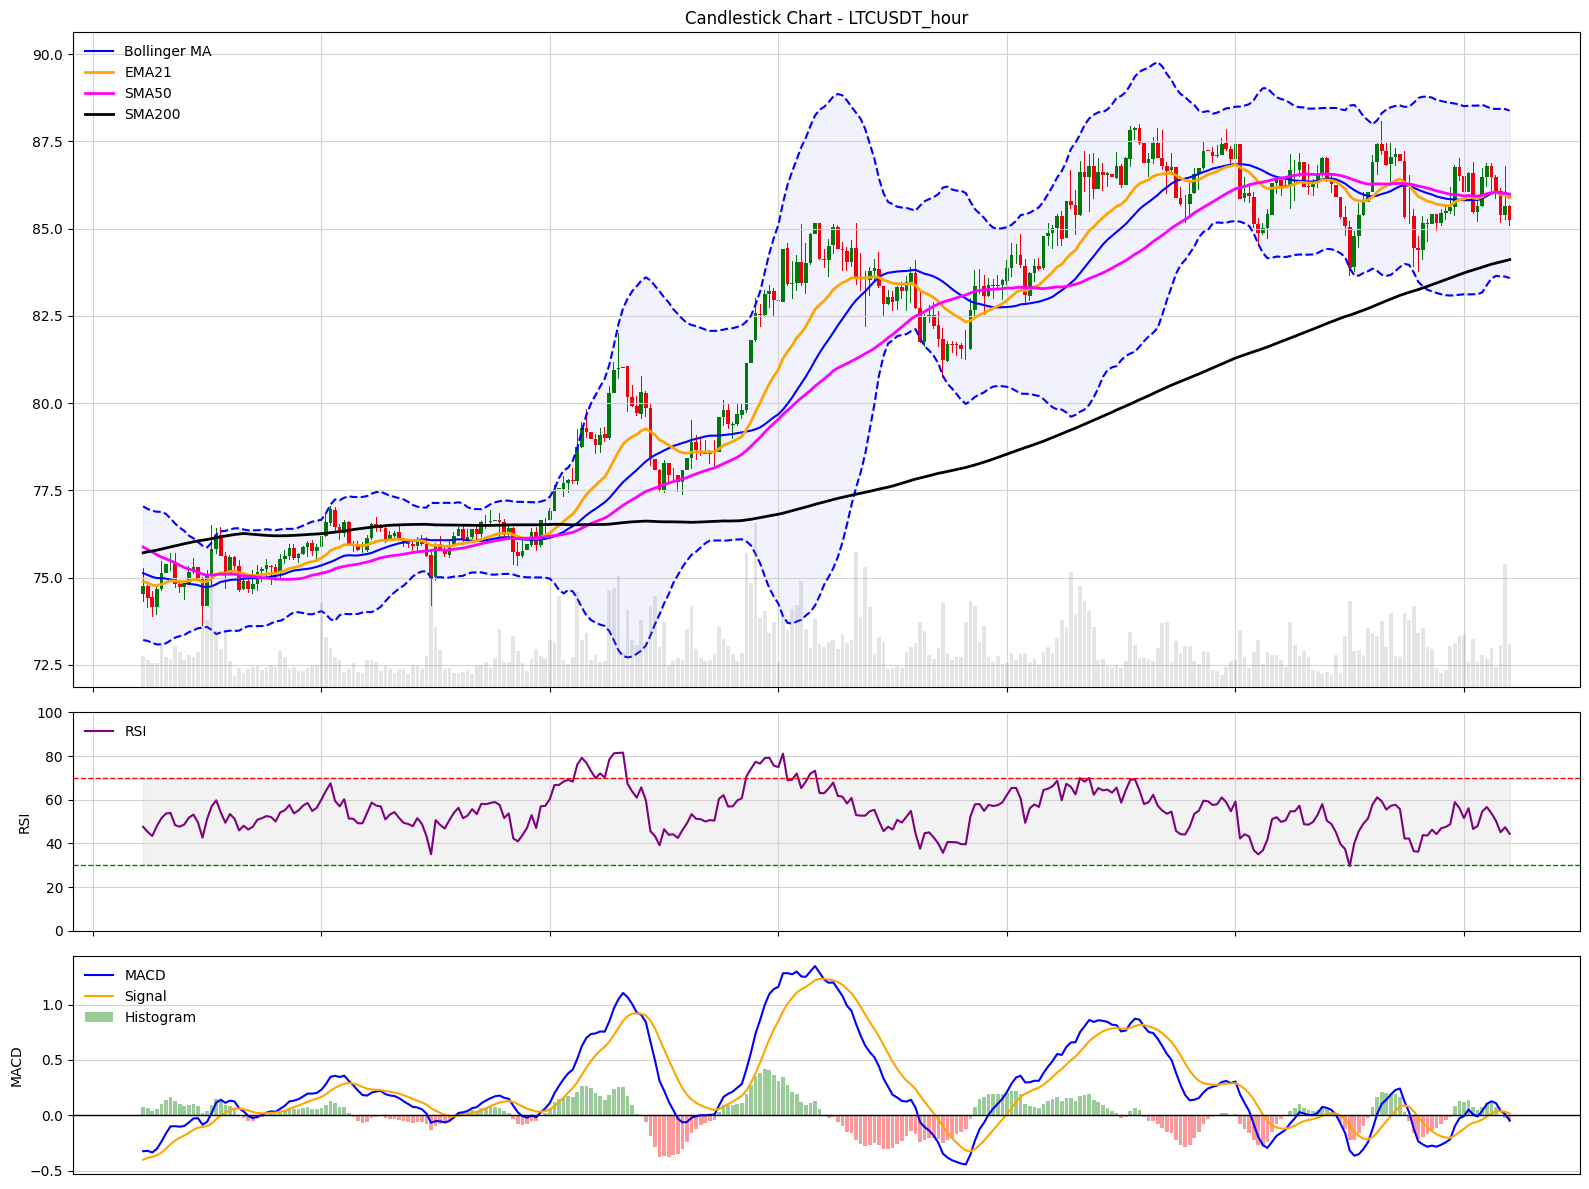 Candlestick Chart - LTCUSDT_hour
Bollinger MA
EMA21
SMA50
SMA200
90.0
87.5
85.0
82.5
80.0
77.5
75.0
72.5
RSI
100
80
60
40
20
0
RSI
MACD
Signal
Histogram
1.0
0.5
0.0
−0.5
MACD